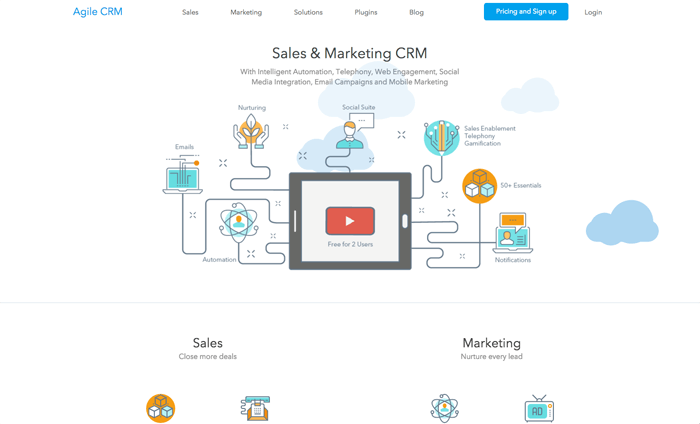 Agile CRM
Sales
Marketing
Solutions
Plugins
Blog
Pricing and Sign up
Login
Sales & Marketing CRM
With Intelligent Automation, Telephony, Web Engagement, Social
Media Integration, Email Campaigns and Mobile Marketing
Nurturing
Social Suite
Sales Enablement
Telephony
Gamification
Emails
50+ Essentials
Free for 2 Users
Automation
Notifications
Sales
Close more deals
Marketing
Nurture every lead
AD